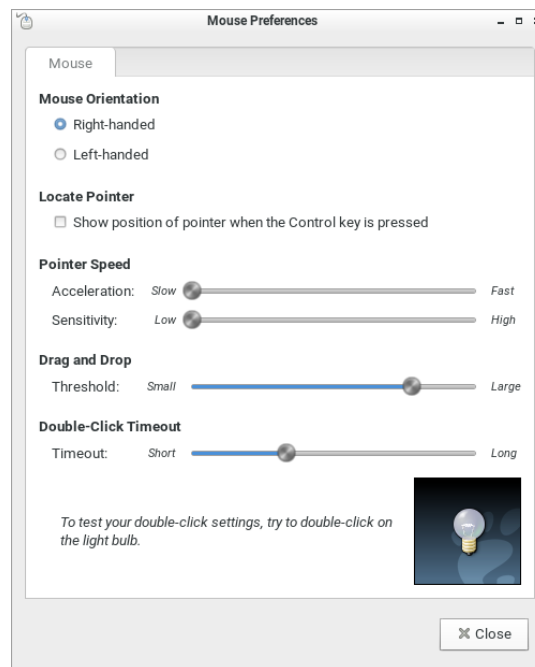 Mouse Preferences
Mouse
Mouse Orientation
Right-handed
Left-handed
Locate Pointer
Show position of pointer when the Control key is pressed
Pointer Speed
Acceleration: Slow Fast
Sensitivity: Low High
Drag and Drop
Threshold: Small Large
Double-Click Timeout
Timeout: Short Long
To test your double-click settings, try to double-click on
the light bulb.
Close